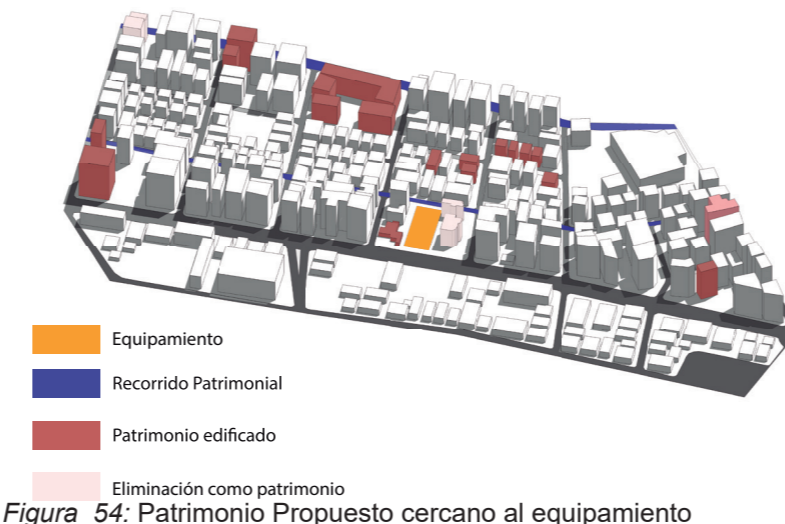 Equipamiento
Recorrido Patrimonial
Patrimonio edificado
Eliminación como patrimonio
Figura 54: Patrimonio Propuesto cercano al equipamiento